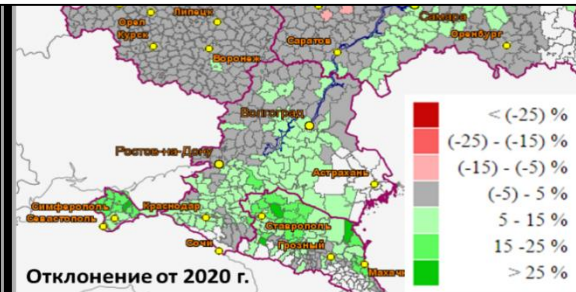 Орел
Липецк
Самара
Курск
Саратов
Оренбург
Воронеж
Волгоград
Ростов-на-Дону
Астрахань
Симферополь
Краснодар
Севастополь
Ставрополь
Сочи
Грозный
Махачк
Отклонение от 2020 г.
< (-25) %
(-25) - (-15) %
(-15) - (-5) %
(-5) - 5 %
5 - 15 %
15 -25 %
> 25 %